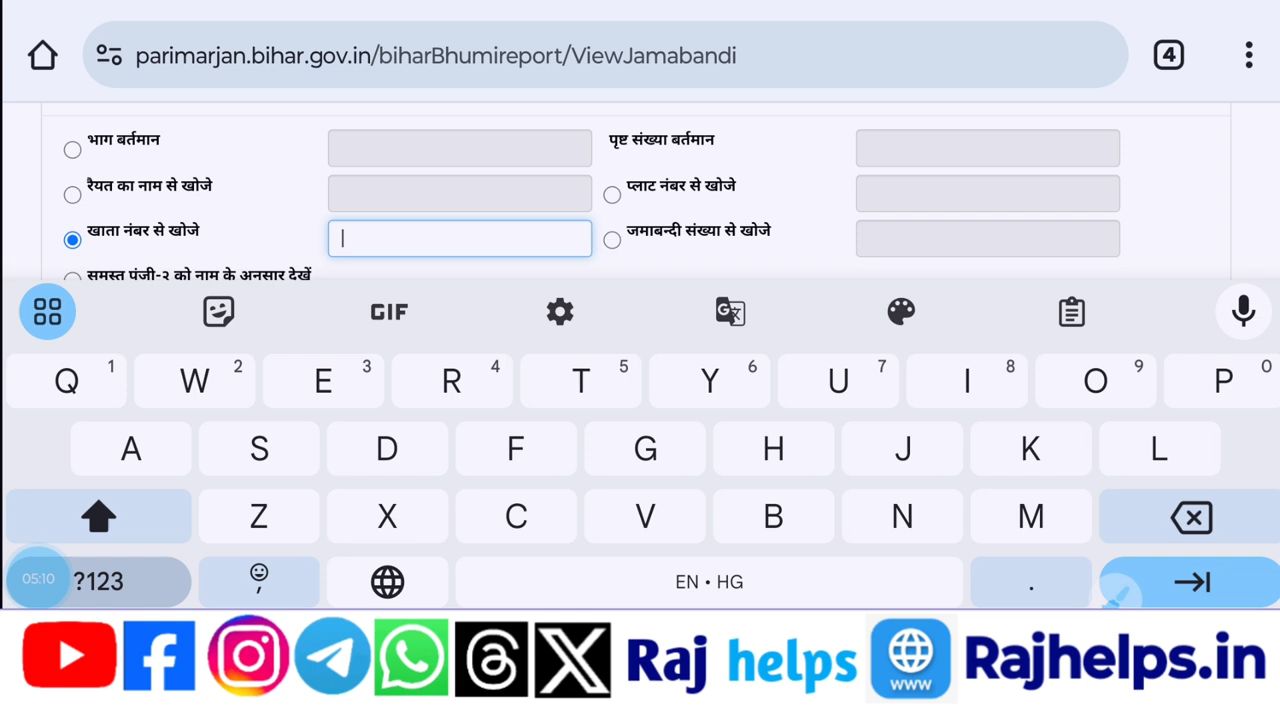 parimarjan.bihar.gov.in/biharBhumireport/ViewJamabandi
4
भाग बर्तमान
पृष्ट संख्या बर्तमान
रैयत का नाम से खोजे
प्लाट नंबर से खोजे
खाता नंबर से खोजे
जमाबन्दी संख्या से खोजे
समस्त पंजी-२ को नाम के अनुसार देखें
GIF
Q 1 W 2 E 3 R 4 T 5 Y 6 U 7 I 8 O 9 P 0
A S D F G H J K L
Z X C V B N M
05:10 ?123 , EN • HG .
Raj helps WWW Rajhelps.in